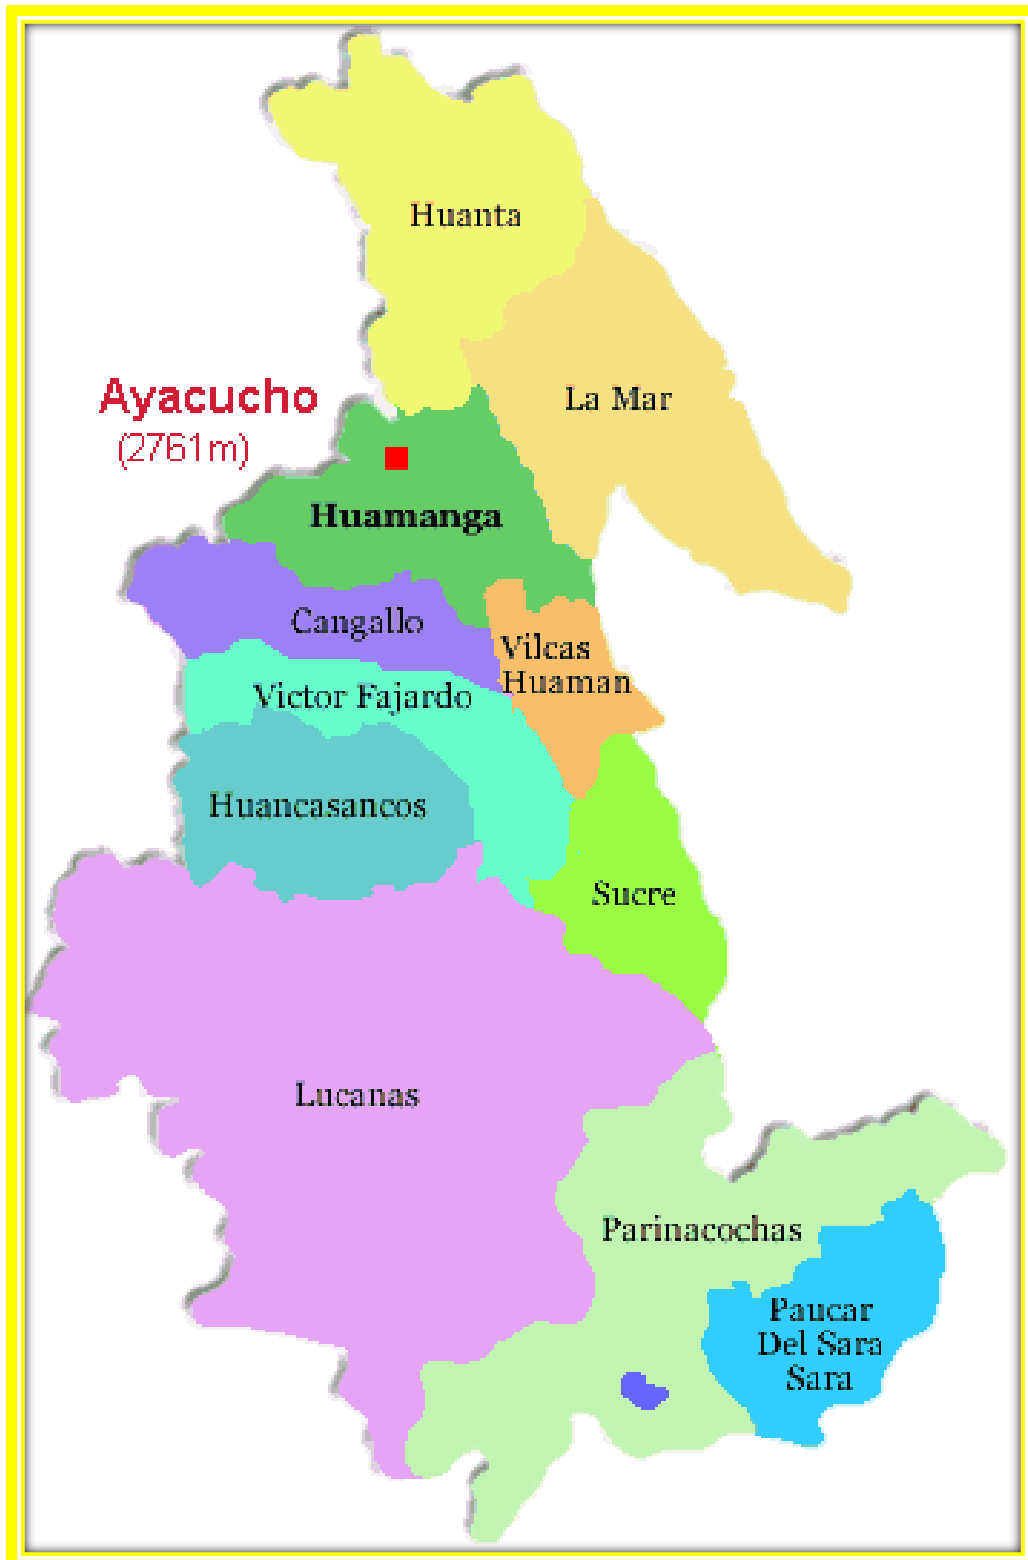 Huanta
La Mar
Ayacucho
(2761m)
Huamanga
Cangallo
Vilcas
Huaman
Victor Fajardo
Huancasancos
Sucre
Lucanas
Parinacochas
Paucar
Del Sara
Sara